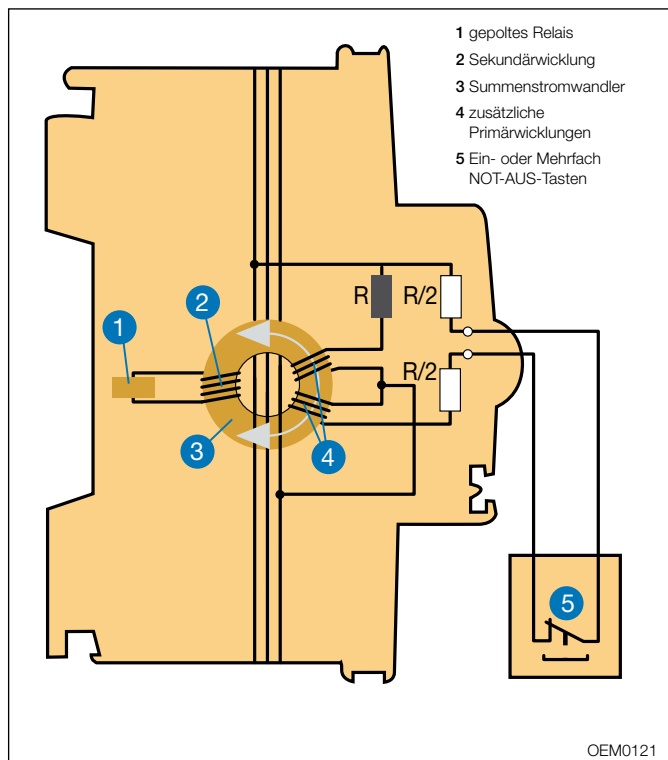 1 gepoltes Relais
2 Sekundärwicklung
3 Summenstromwandler
4 zusätzliche
Primärwicklungen
5 Ein- oder Mehrfach
NOT-AUS-Tasten
R
R/2
R/2
1
2
3
4
5
OEM0121